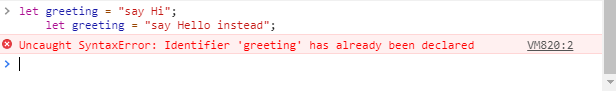 > let greeting = "say Hi";
let greeting = "say Hello instead";
Uncaught SyntaxError: Identifier 'greeting' has already been declared VM820:2
>